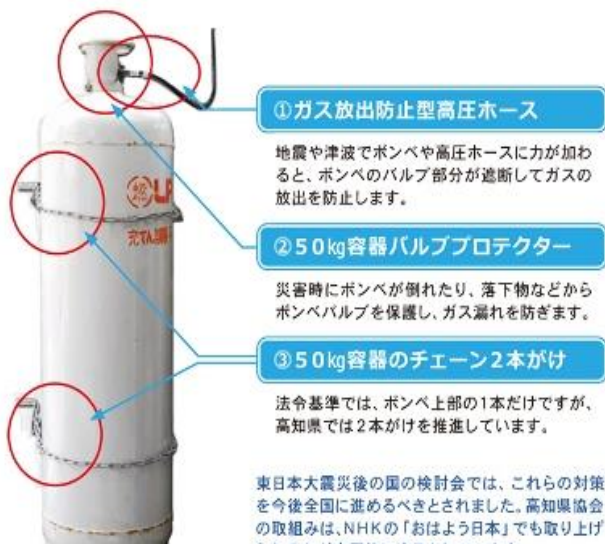 LP
①ガス放出防止型高圧ホース
地震や津波でボンベや高圧ホースに力が加わ
ると、ボンベのバルブ部分が遮断してガスの
放出を防止します。
②50kg容器バルブプロテクター
災害時にボンベが倒れたり、落下物などから
ボンベバルブを保護し、ガス漏れを防ぎます。
③50kg容器のチェーン2本がけ
法令基準では、ボンベ上部の1本だけですが、
高知県では2本がけを推進しています。
東日本大震災後の国の検討会では、これらの対策
を今後全国に進めるべきとされました。高知県協会
の取組みは、NHKの「おはよう日本」でも取り上げ